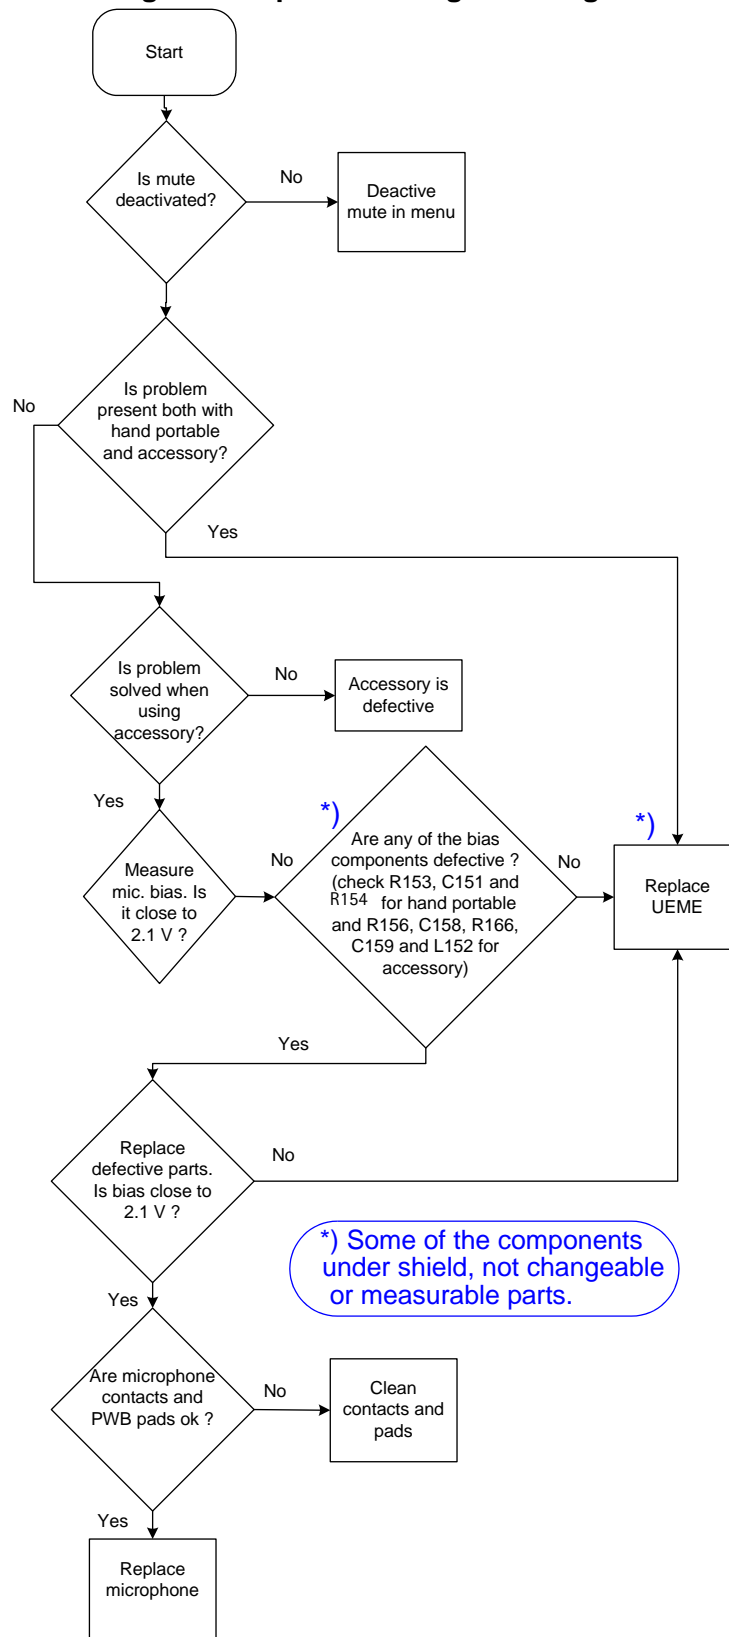 Start
Is mute
deactivated?
No
Deactive
mute in menu
Is problem
present both with
hand portable
and accessory?
No
Yes
Is problem
solved when
using
accessory?
No
Accessory is
defective
Yes
Measure
mic. bias. Is
it close to
2.1 V ?
No
*)
Are any of the bias
components defective ?
(check R153, C151 and
R154 for hand portable
and R156, C158, R166,
C159 and L152 for
accessory)
No
*)
Replace
UEME
Yes
Replace
defective parts.
Is bias close to
2.1 V ?
No
*) Some of the components
under shield, not changeable
or measurable parts.
Yes
Are microphone
contacts and
PWB pads ok ?
No
Clean
contacts and
pads
Yes
Replace
microphone